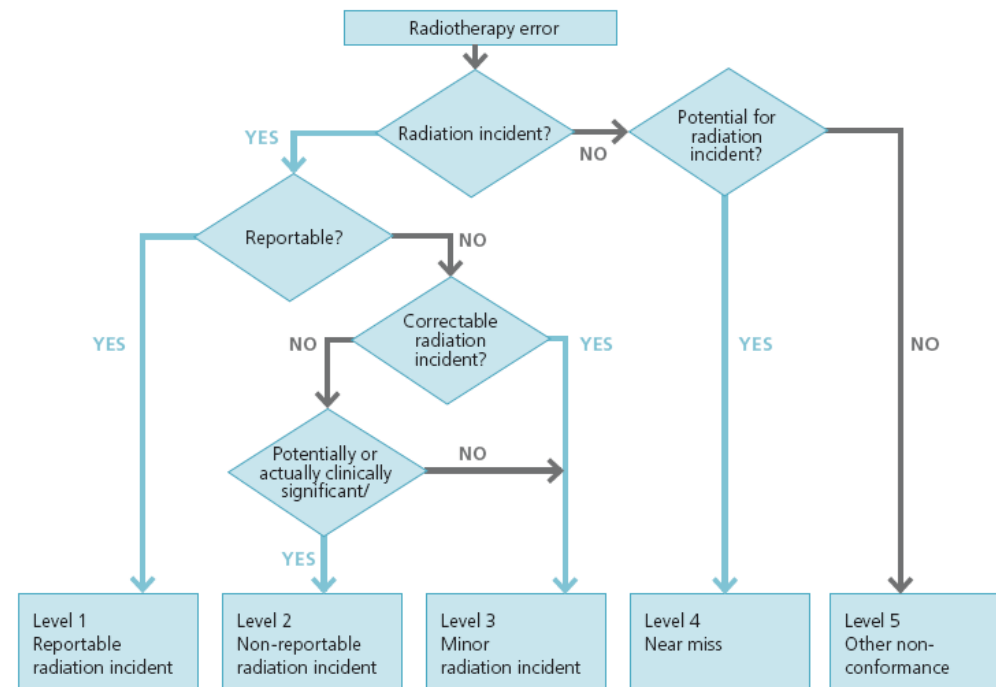 Radiotherapy error
Radiation incident?
YES
NO
Potential for
radiation
incident?
Reportable?
NO
YES
Correctable
radiation
incident?
NO
YES
YES
NO
Potentially or
actually clinically
significant/
NO
YES
Level 1
Reportable
radiation incident
Level 2
Non-reportable
radiation incident
Level 3
Minor
radiation incident
Level 4
Near miss
Level 5
Other non-
conformance